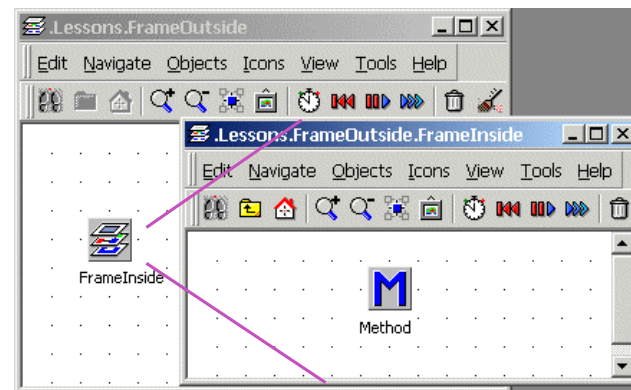 .Lessons.FrameOutside
Edit Navigate Objects Icons View Tools Help
.Lessons.FrameOutside.FrameInside
Edit Navigate Objects Icons View Tools Help
FrameInside
M
Method